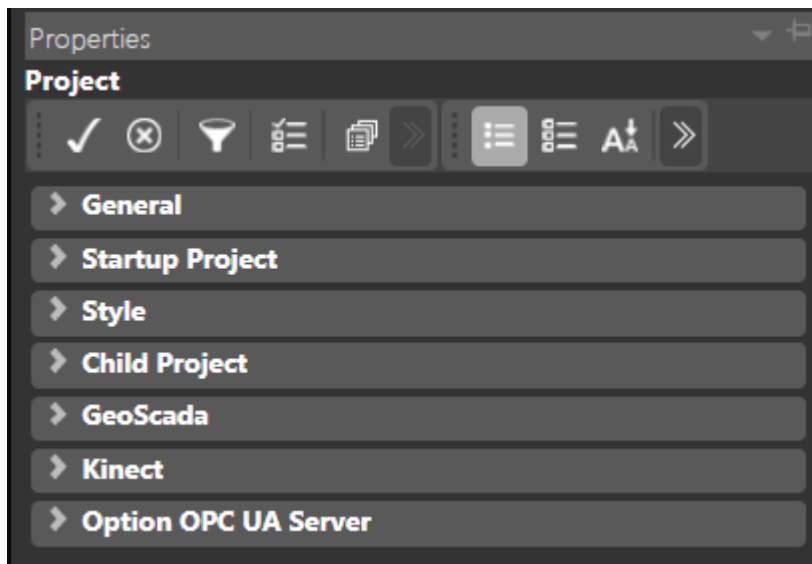 Properties
Project
General
Startup Project
Style
Child Project
GeoScada
Kinect
Option OPC UA Server